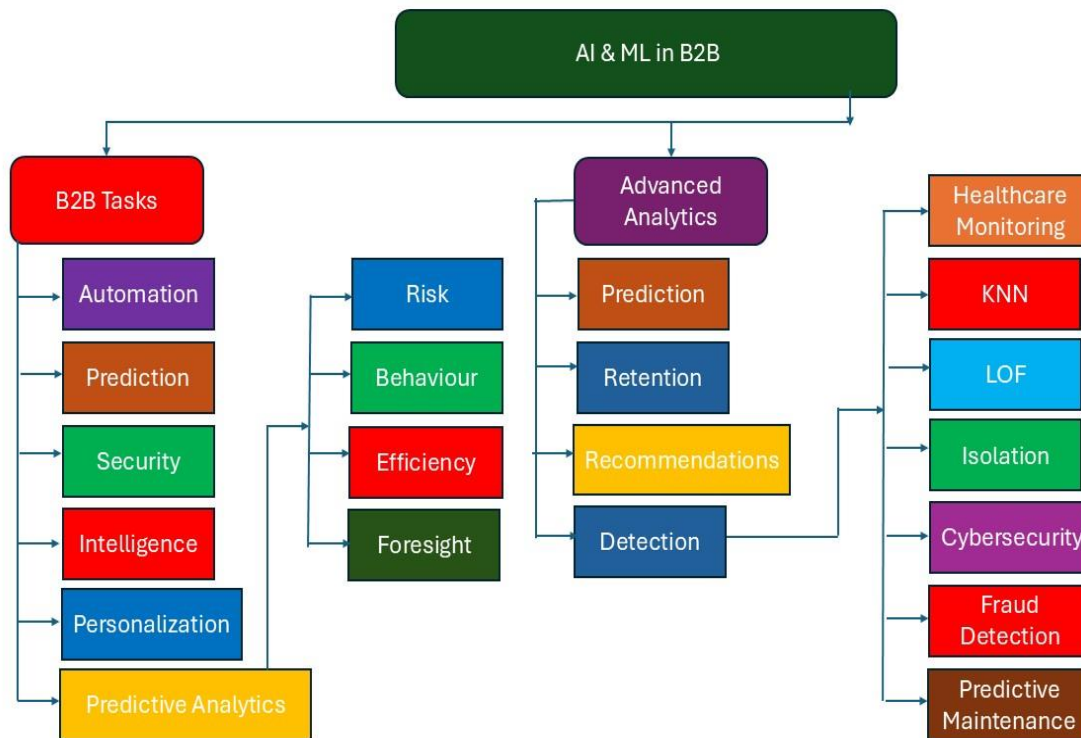 AI & ML in B2B
B2B Tasks
Automation
Prediction
Security
Intelligence
Personalization
Predictive Analytics
Risk
Behaviour
Efficiency
Foresight
Advanced
Analytics
Prediction
Retention
Recommendations
Detection
Healthcare
Monitoring
KNN
LOF
Isolation
Cybersecurity
Fraud
Detection
Predictive
Maintenance